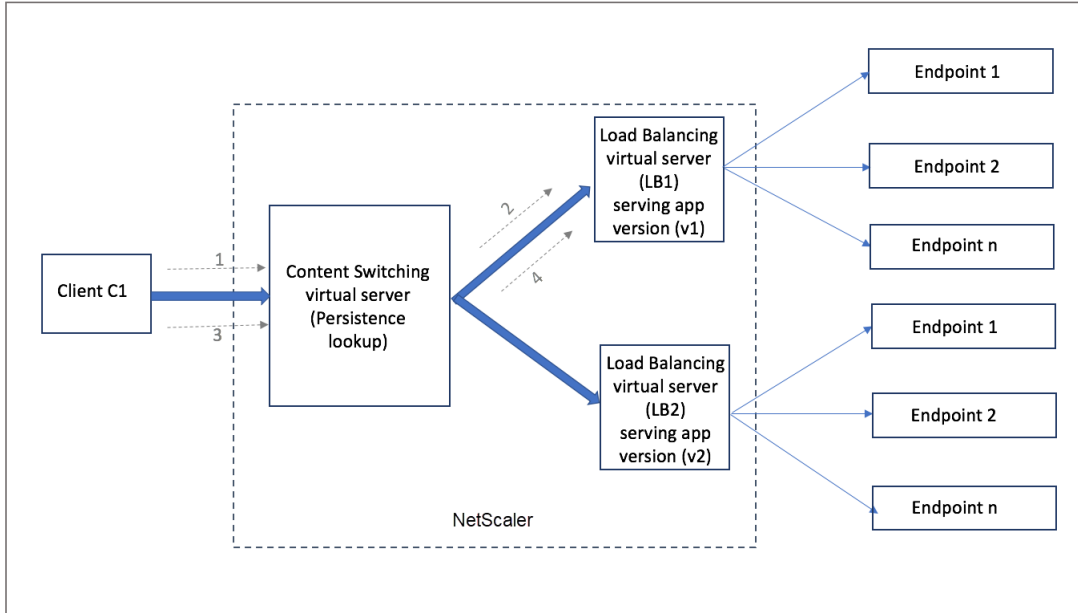 Endpoint 1
Load Balancing
virtual server
(LB1)
serving app
version (v1)
Endpoint 2
2
Endpoint n
4
1
Client C1
Content Switching
virtual server
(Persistence
lookup)
3
Endpoint 1
Load Balancing
virtual server
(LB2)
serving app
version (v2)
Endpoint 2
Endpoint n
NetScaler